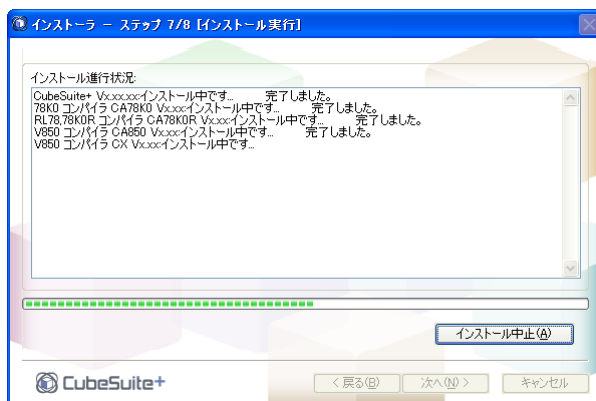 インストーラ － ステップ 7/8 [インストール実行]
インストール進行状況:
CubeSuite+ Vx.xx.xxインストール中です... 完了しました。
78K0 コンパイラ CA78K0 Vx.xxインストール中です... 完了しました。
RL78,78K0R コンパイラ CA78K0R Vx.xxインストール中です... 完了しました。
V850 コンパイラ CA850 Vx.xxインストール中です... 完了しました。
V850 コンパイラ CX Vx.xxインストール中です...
インストール中止(A)
CubeSuite+
< 戻る(B) 次へ(N) > キャンセル